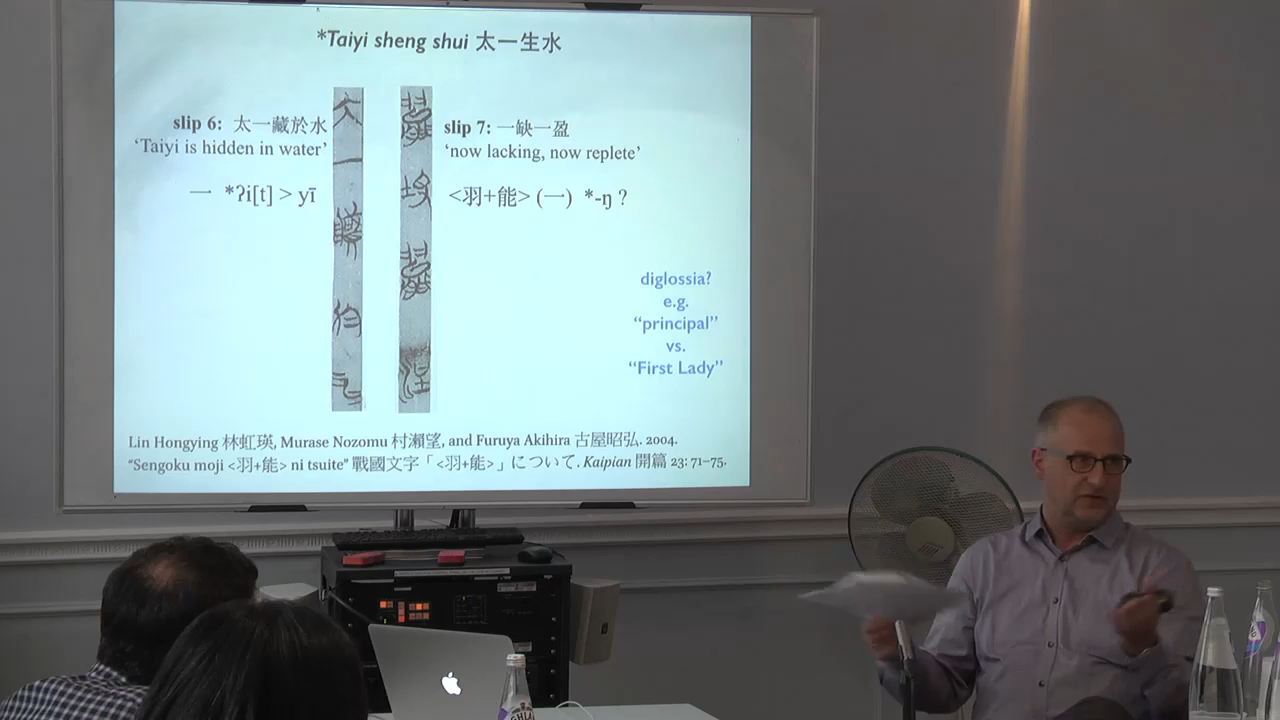 *Taiyi sheng shui 太一生水
slip 6: 太一藏於水
‘Taiyi is hidden in water’
一 *ʔi[t] > yī
slip 7: 一缺一盈
‘now lacking, now replete’
<羽+能> (一) *-ŋ ?
diglossia?
e.g.
“principal”
vs.
“First Lady”
Lin Hongying 林虹瑛, Murase Nozomu 村瀨望, and Furuya Akihira 古屋昭弘. 2004.
“Sengoku moji <羽+能> ni tsuite” 戰國文字「<羽+能>」について. Kaipian 開篇 23: 71–75.